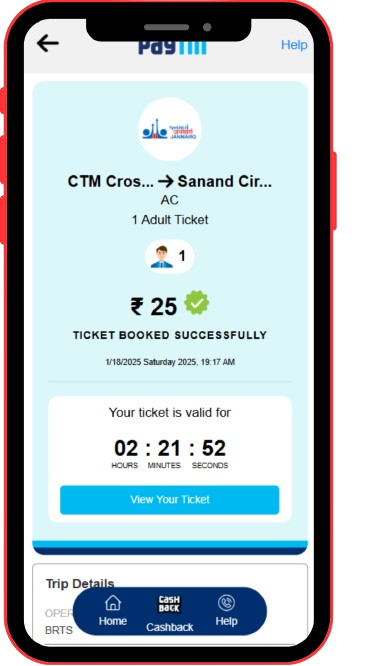 Paytm
Help
જનમાર્ગ
जनमार्ग
JANMARG
CTM Cros... → Sanand Cir...
AC
1 Adult Ticket
1
₹ 25
TICKET BOOKED SUCCESSFULLY
1/18/2025 Saturday 2025, 19:17 AM
Your ticket is valid for
02 : 21 : 52
HOURS MINUTES SECONDS
View Your Ticket
Trip Details
OPER
BRTS
Home
CASH
BACK
Cashback
Help